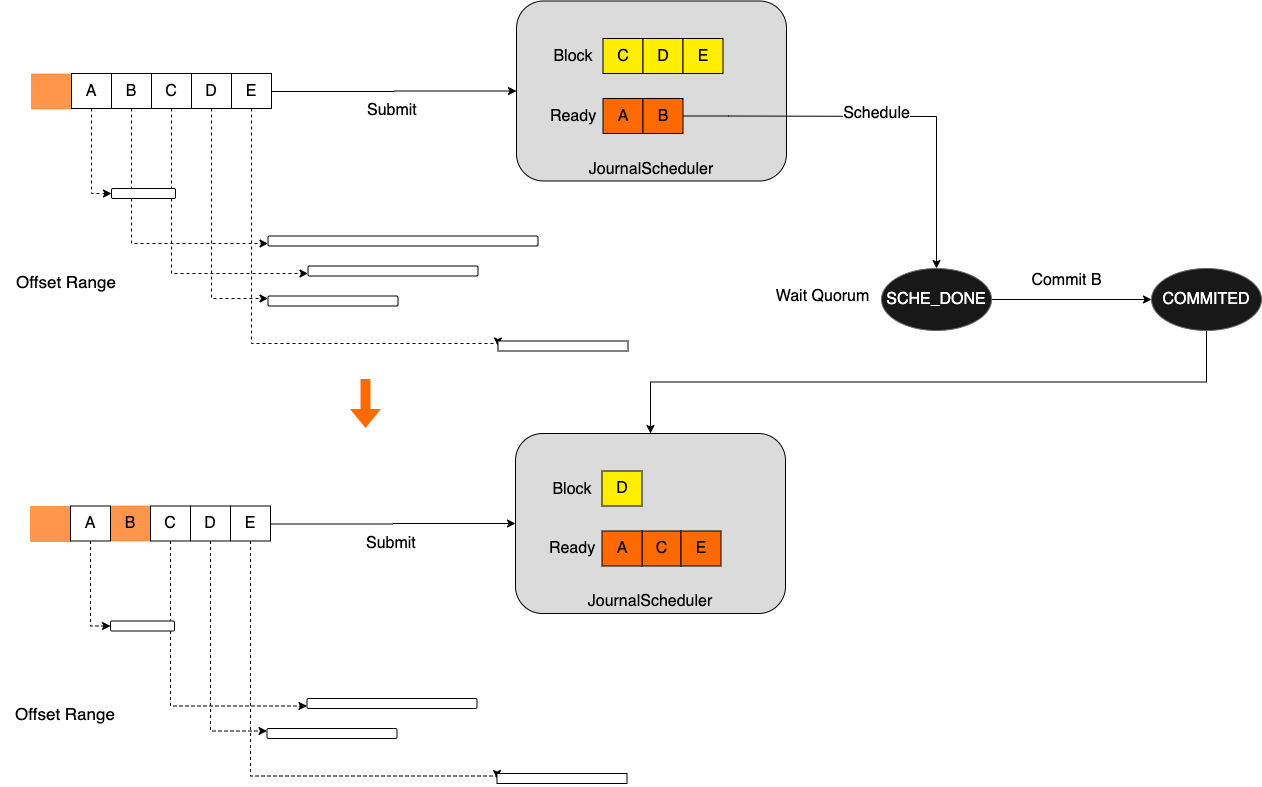 Block C D E
A B C D E
Submit
Ready A B
Schedule
JournalScheduler
Offset Range
Wait Quorum SCHE_DONE
Commit B
COMMITED
Block D
A B C D E
Submit
Ready A C E
JournalScheduler
Offset Range